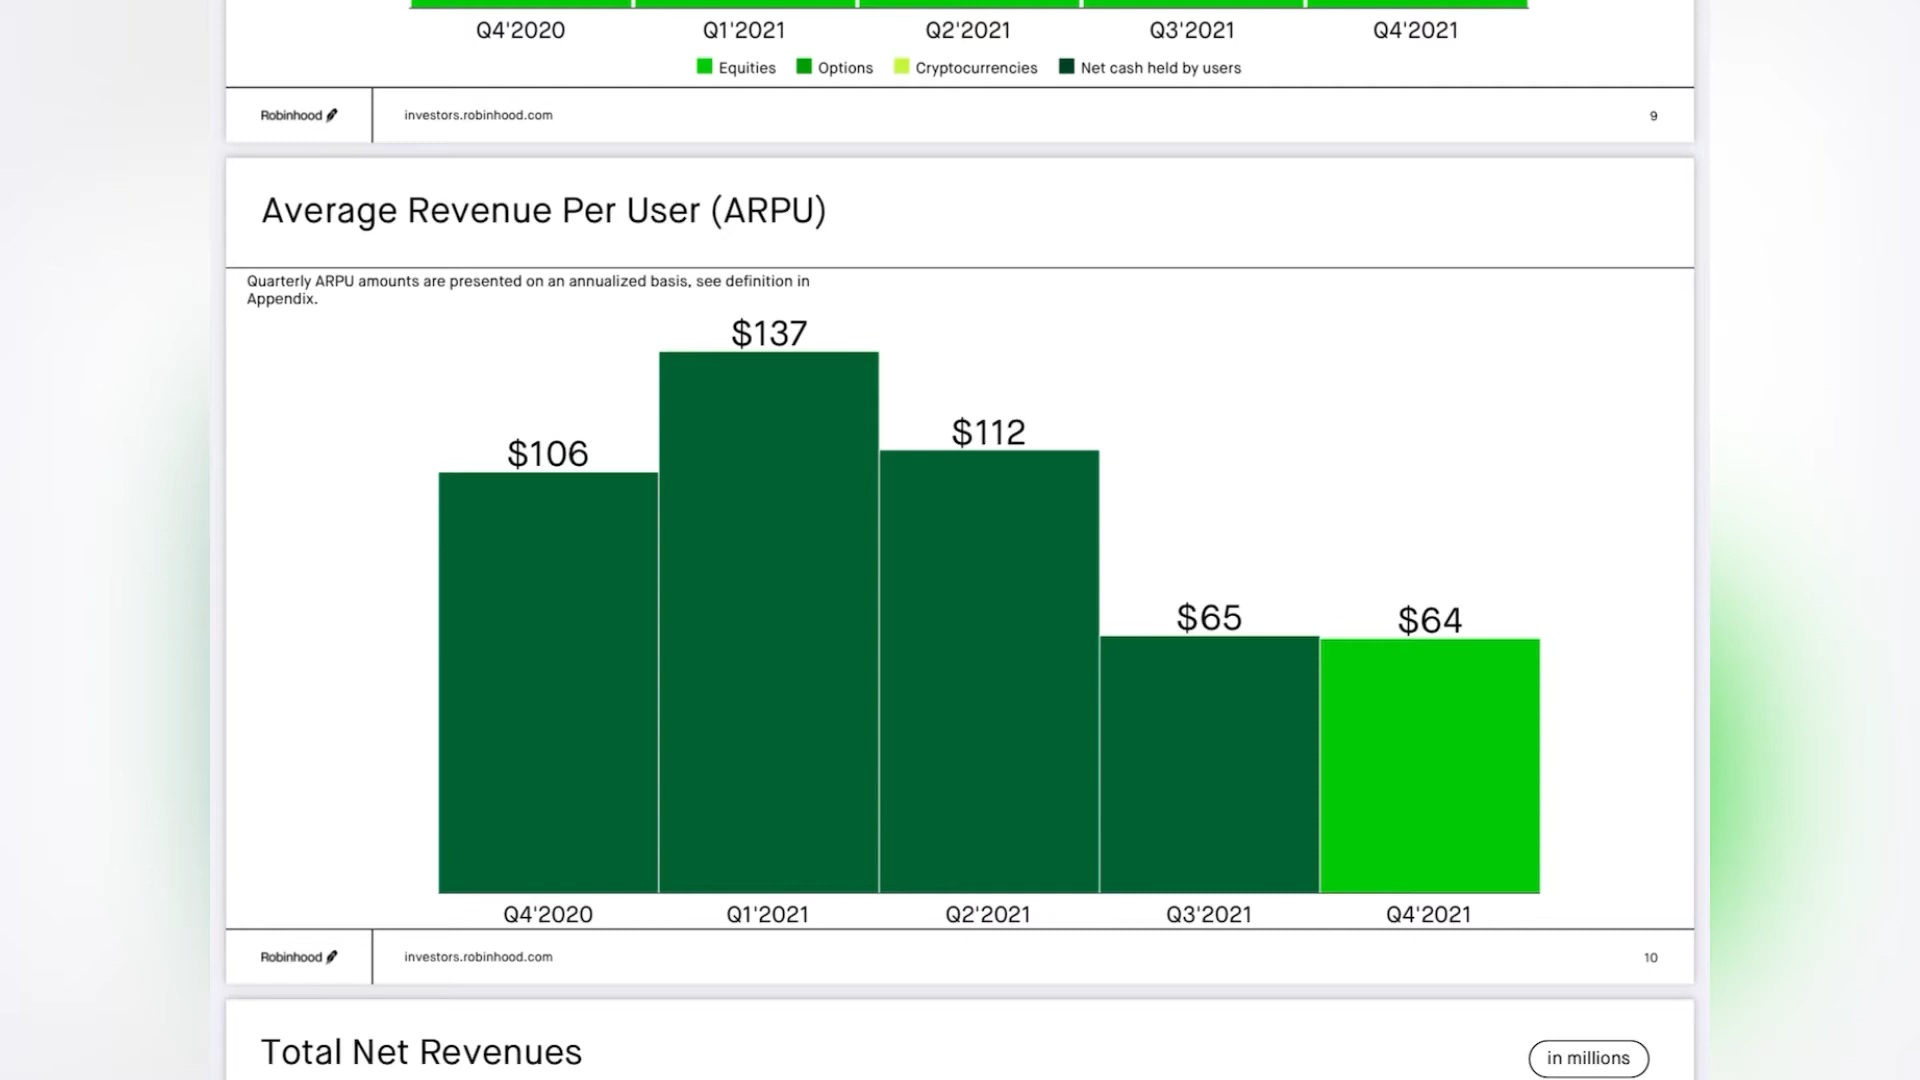 Q4'2020 Q1'2021 Q2'2021 Q3'2021 Q4'2021
Equities Options Cryptocurrencies Net cash held by users
Robinhood investors.robinhood.com 9
Average Revenue Per User (ARPU)
Quarterly ARPU amounts are presented on an annualized basis, see definition in
Appendix.
$137
$112
$106
$65
$64
Q4'2020 Q1'2021 Q2'2021 Q3'2021 Q4'2021
Robinhood investors.robinhood.com 10
Total Net Revenues
in millions